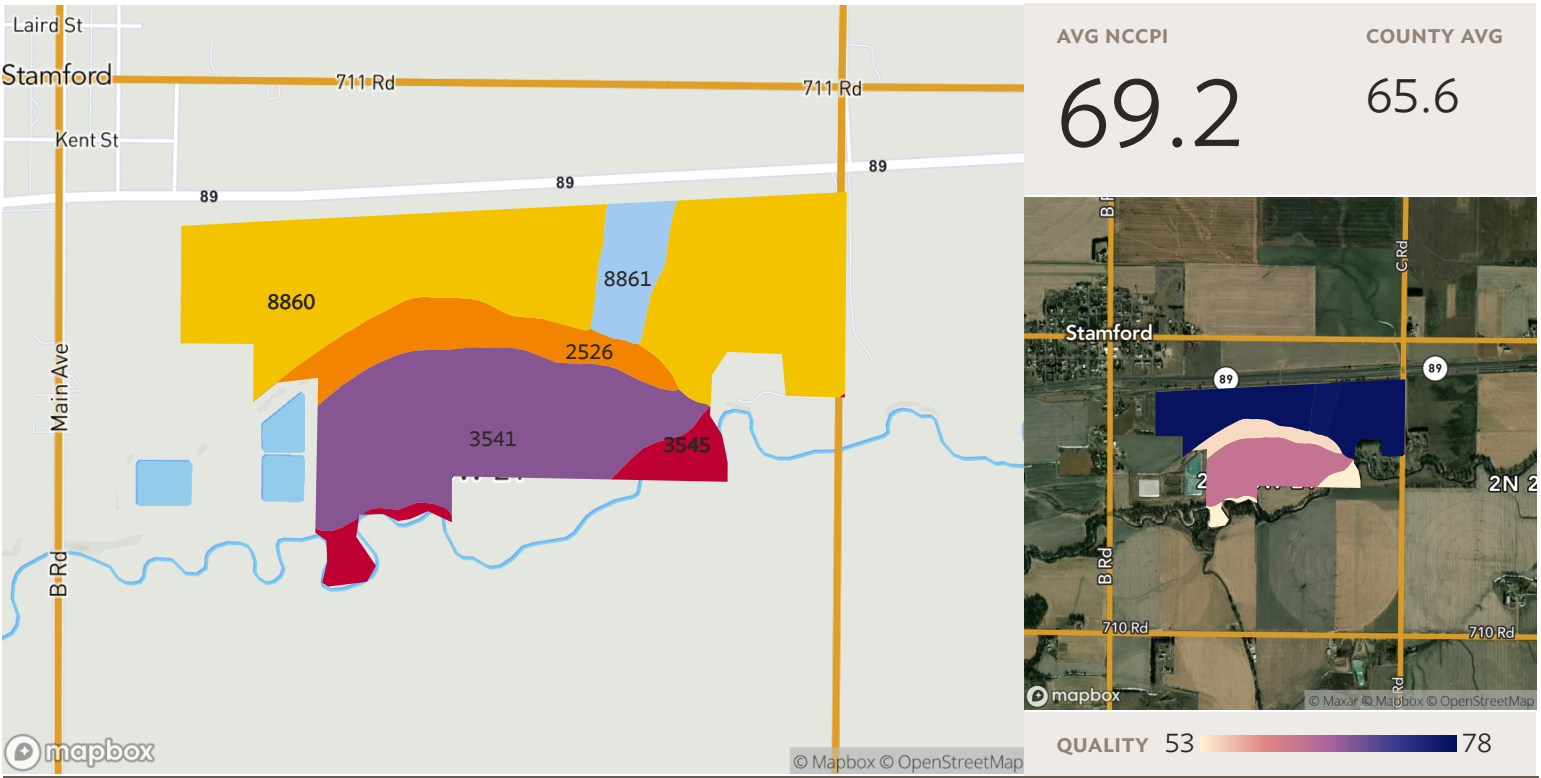 Laird St
Stamford
711 Rd
711 Rd
Kent St
89
89
89
8860
8861
2526
3541
3545
Main Ave
B Rd
mapbox
© Mapbox © OpenStreetMap
AVG NCCPI
COUNTY AVG
69.2
65.6
C Rd
Stamford
89
89
2N 2
B Rd
710 Rd
710 Rd
mapbox
© Maxar © Mapbox © OpenStreetMap
QUALITY 53 78